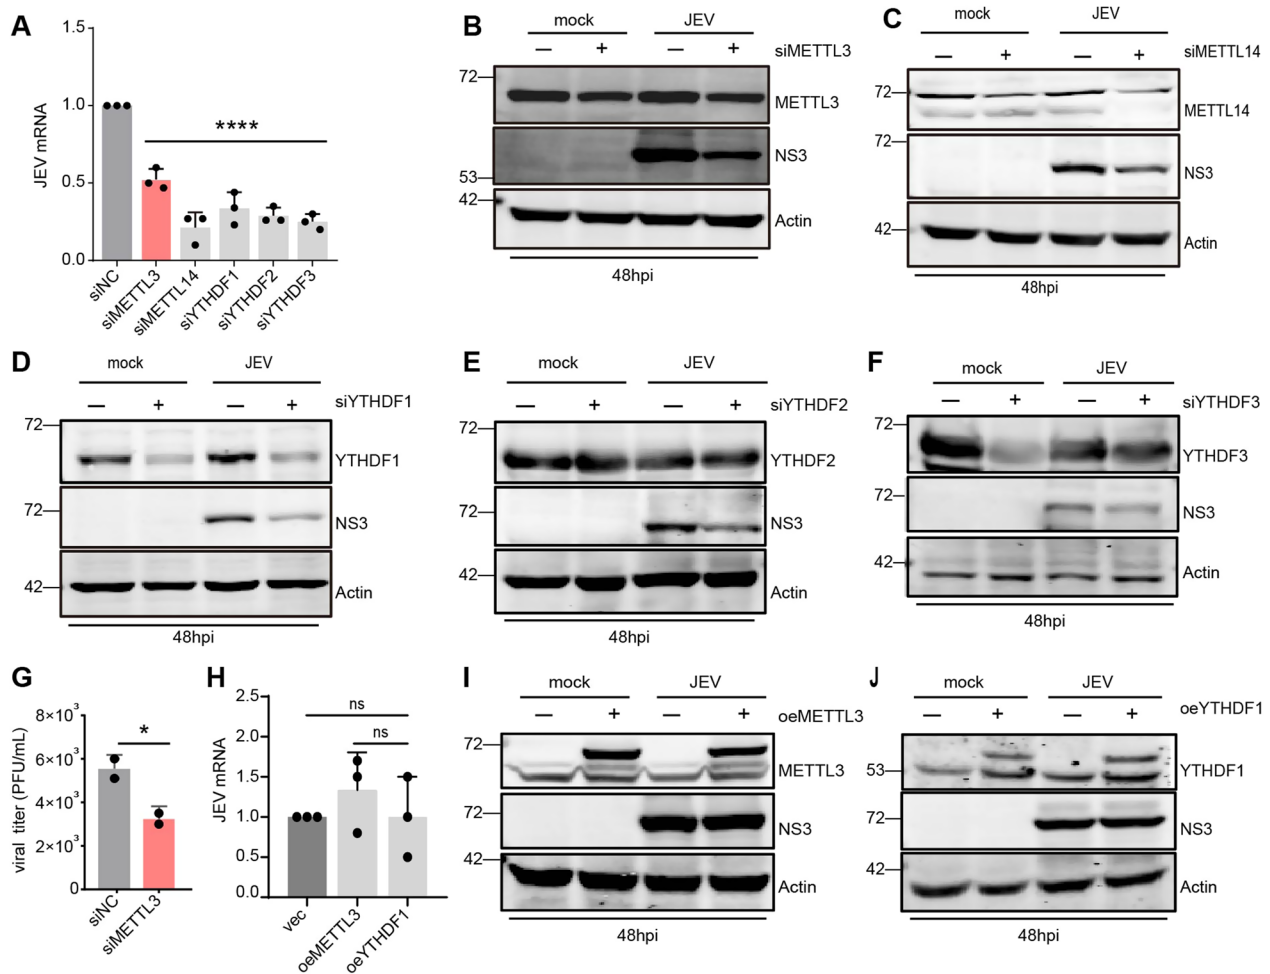 A
JEV mRNA
1.5
1.0
0.5
0.0
****
siNC
siMETTL3
siMETTL14
siYTHDF1
siYTHDF2
siYTHDF3
B
mock
JEV
— + — + siMETTL3
72
METTL3
NS3
53
42
Actin
48hpi
C
mock
JEV
— + — + siMETTL14
72
METTL14
72
NS3
42
Actin
48hpi
D
mock
JEV
— + — + siYTHDF1
72
YTHDF1
72
NS3
42
Actin
48hpi
E
mock
JEV
— + — + siYTHDF2
72
YTHDF2
72
NS3
42
Actin
48hpi
F
mock
JEV
— + — + siYTHDF3
72
YTHDF3
72
NS3
42
Actin
48hpi
G
viral titer (PFU/mL)
8×10³
6×10³
4×10³
2×10³
0
*
siNC
siMETTL3
H
JEV mRNA
2.5
2.0
1.5
1.0
0.5
0.0
ns
ns
vec
oeMETTL3
oeYTHDF1
I
mock
JEV
— + — + oeMETTL3
72
METTL3
72
NS3
42
Actin
48hpi
J
mock
JEV
— + — + oeYTHDF1
53
YTHDF1
72
NS3
42
Actin
48hpi